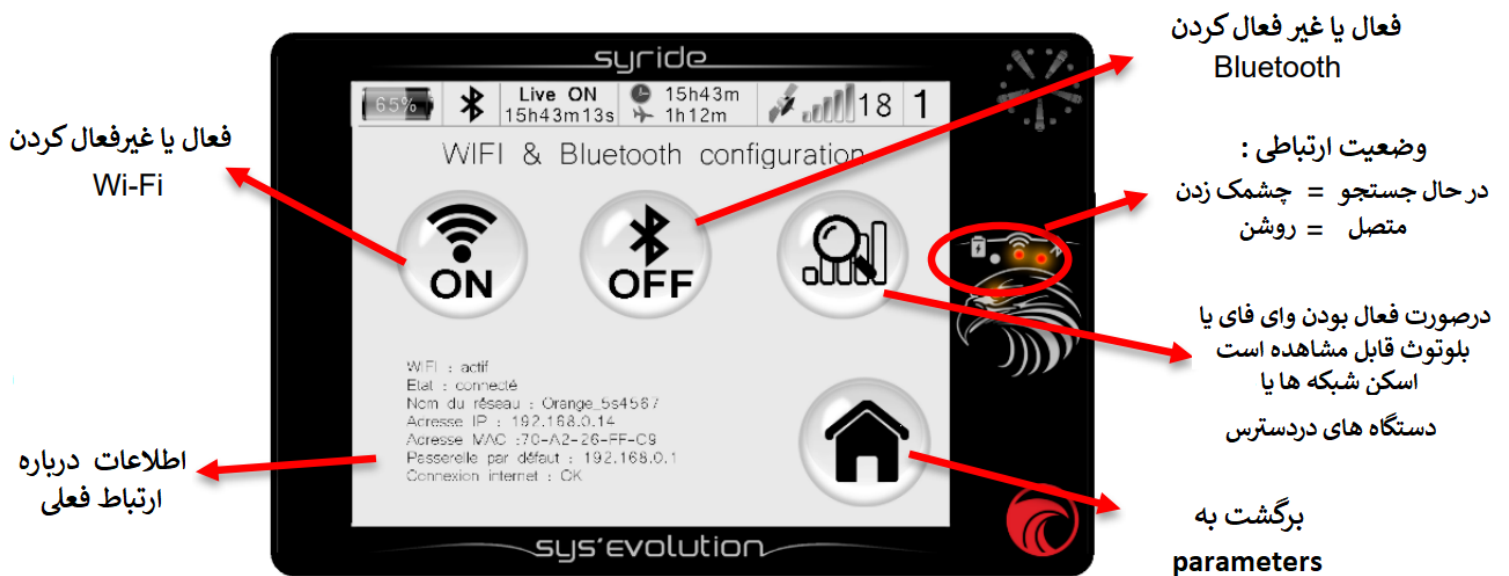 فعال یا غیر فعال کردن
Bluetooth
syride
65%
Live ON
15h43m13s
15h43m
1h12m
18
1
WIFI & Bluetooth configuration
فعال یا غیرفعال کردن
Wi-Fi
وضعیت ارتباطی :
در حال جستجو = چشمک زدن
متصل = روشن
ON
OFF
درصورت فعال بودن وای فای یا
بلوتوث قابل مشاهده است
اسکن شبکه ها یا
دستگاه های دردسترس
WIFI : actif
Etat : connecté
Nom du réseau : Orange_5s4567
Adresse IP : 192.168.0.14
Adresse MAC :70-A2-26-FF-C9
Passerelle par défaut : 192.168.0.1
Connexion internet : OK
اطلاعات درباره
ارتباط فعلی
برگشت به
parameters
sys'evolution